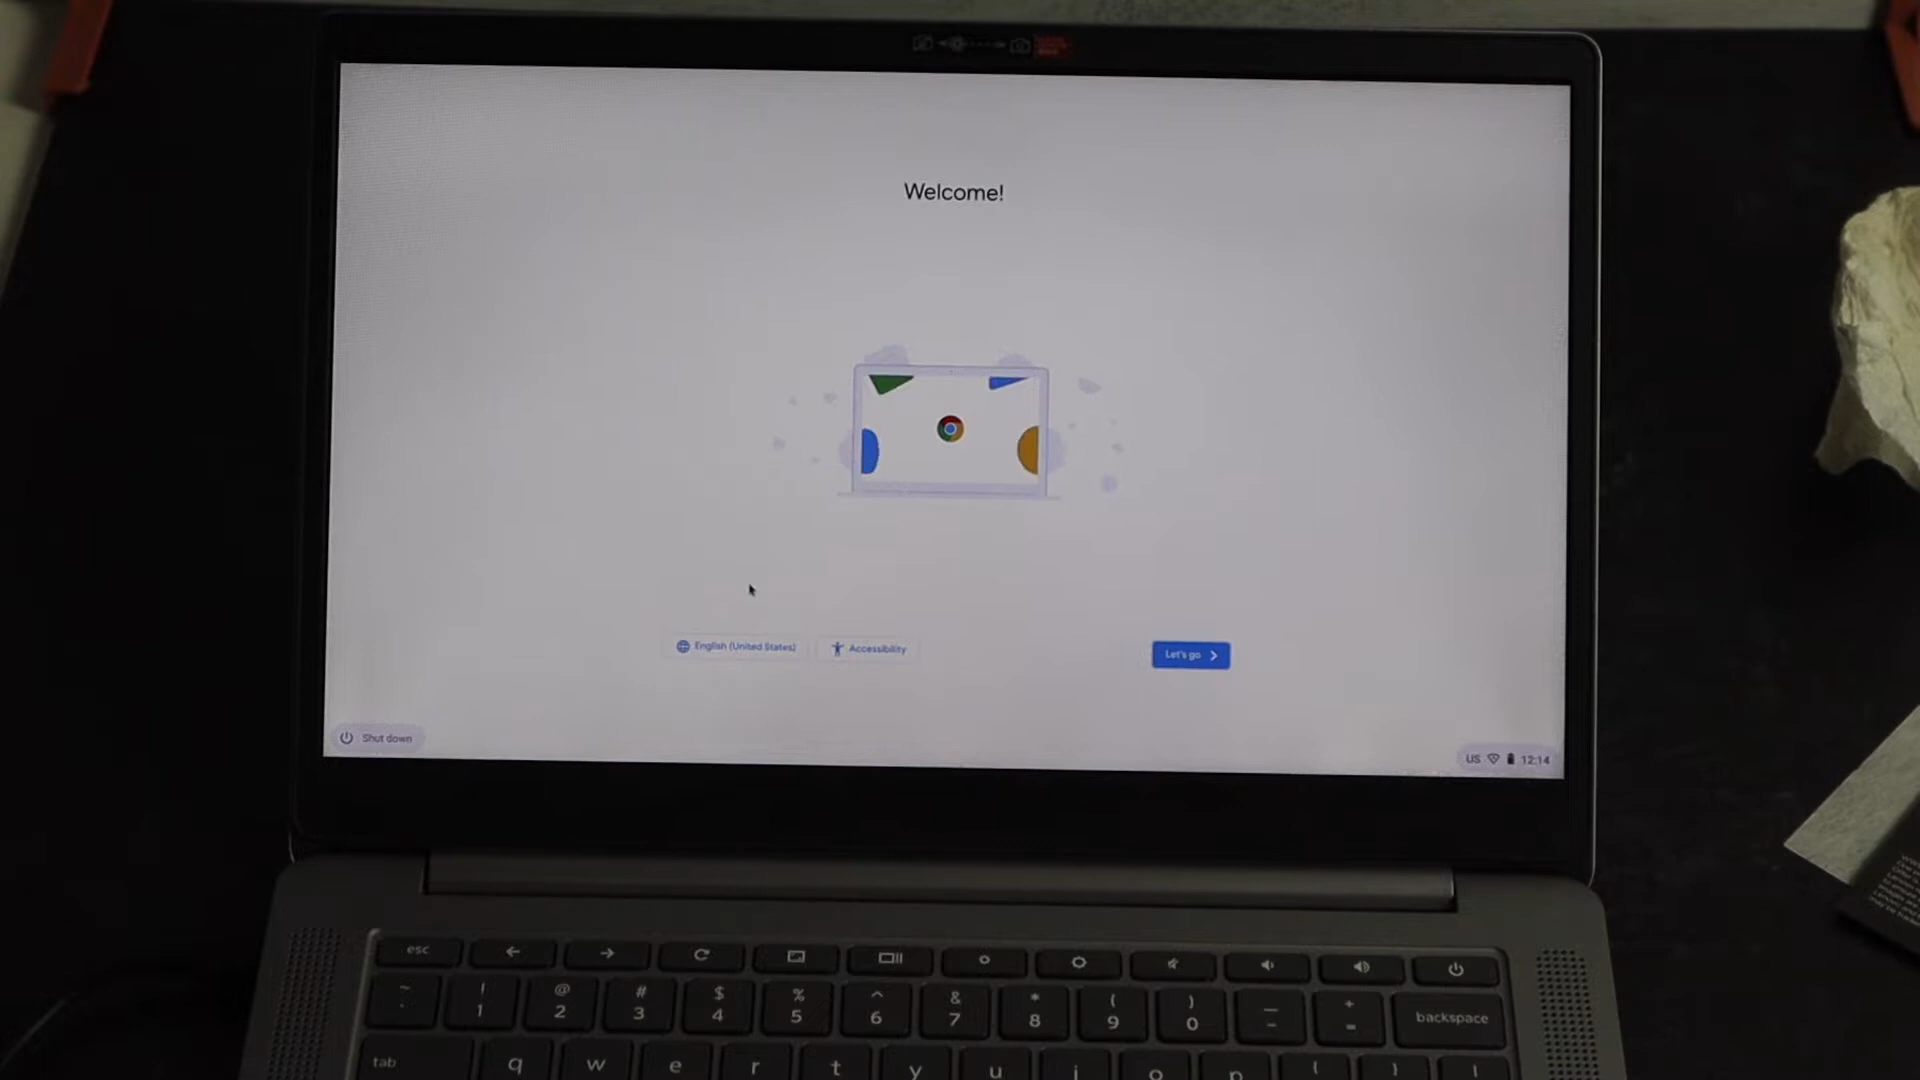 Welcome!
English (United States)
Accessibility
Let's go
Shut down
US 12:14
esc
~ ! @ # $ % ^ & * ( ) _ +
1 2 3 4 5 6 7 8 9 0 - = backspace
tab q w e r t y u i o p